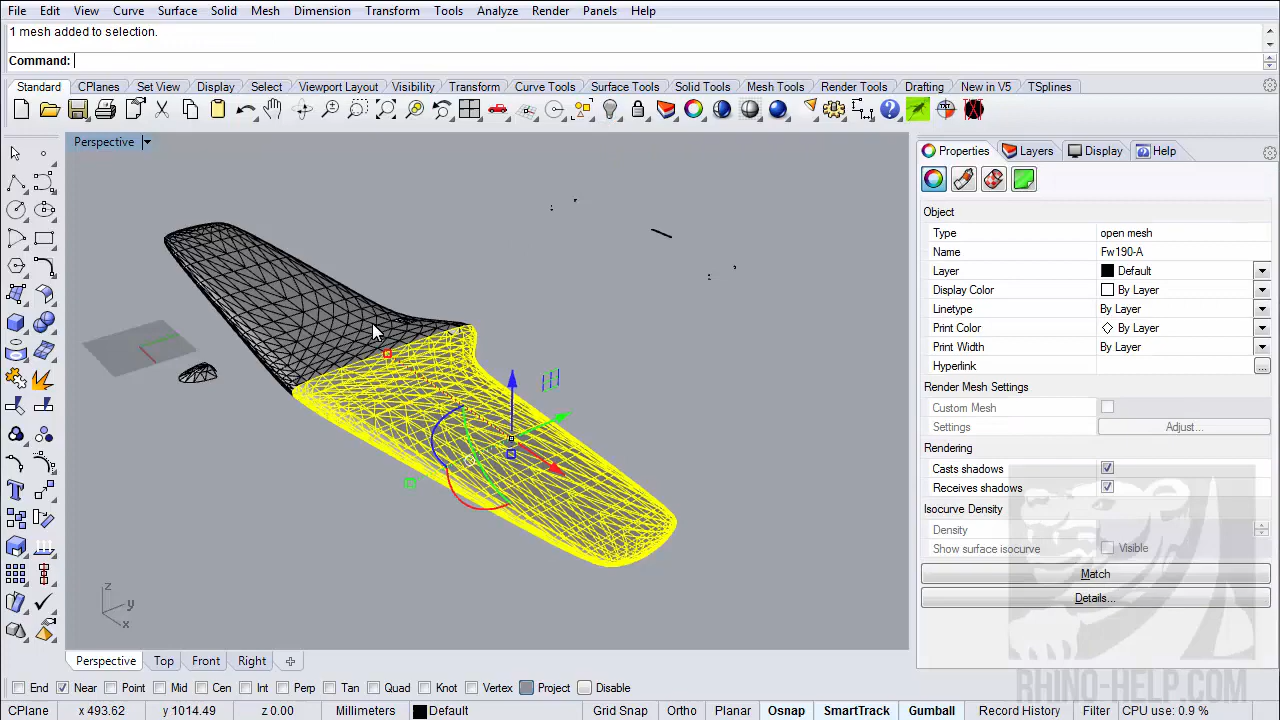 File Edit View Curve Surface Solid Mesh Dimension Transform Tools Analyze Render Panels Help
1 mesh added to selection.
Command:
Standard CPlanes Set View Display Select Viewport Layout Visibility Transform Curve Tools Surface Tools Solid Tools Mesh Tools Render Tools Drafting New in V5 TSplines
Perspective
Properties Layers Display Help
Object
Type open mesh
Name Fw190-A
Layer Default
Display Color By Layer
Linetype By Layer
Print Color By Layer
Print Width By Layer
Hyperlink ...
Render Mesh Settings
Custom Mesh
Settings Adjust...
Rendering
Casts shadows
Receives shadows
Isocurve Density
Density
Show surface isocurve Visible
Match
Details...
z
y
x
Perspective Top Front Right
RHINO-HELP.COM
End Near Point Mid Cen Int Perp Tan Quad Knot Vertex Project Disable
CPlane x 493.62 y 1014.49 z 0.00 Millimeters Default Grid Snap Ortho Planar Osnap SmartTrack Gumball Record History Filter CPU use: 0.9 %